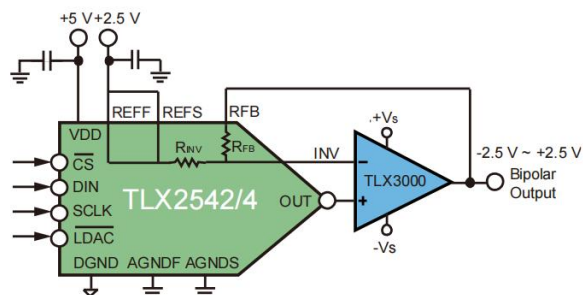 +5 V +2.5 V
REFF REFS RFB
VDD
RINV RFB
INV
.+Vs
CS
DIN
SCLK
LDAC
TLX2542/4
OUT
TLX3000
-2.5 V ~ +2.5 V
Bipolar
Output
-Vs
DGND AGNDF AGNDS